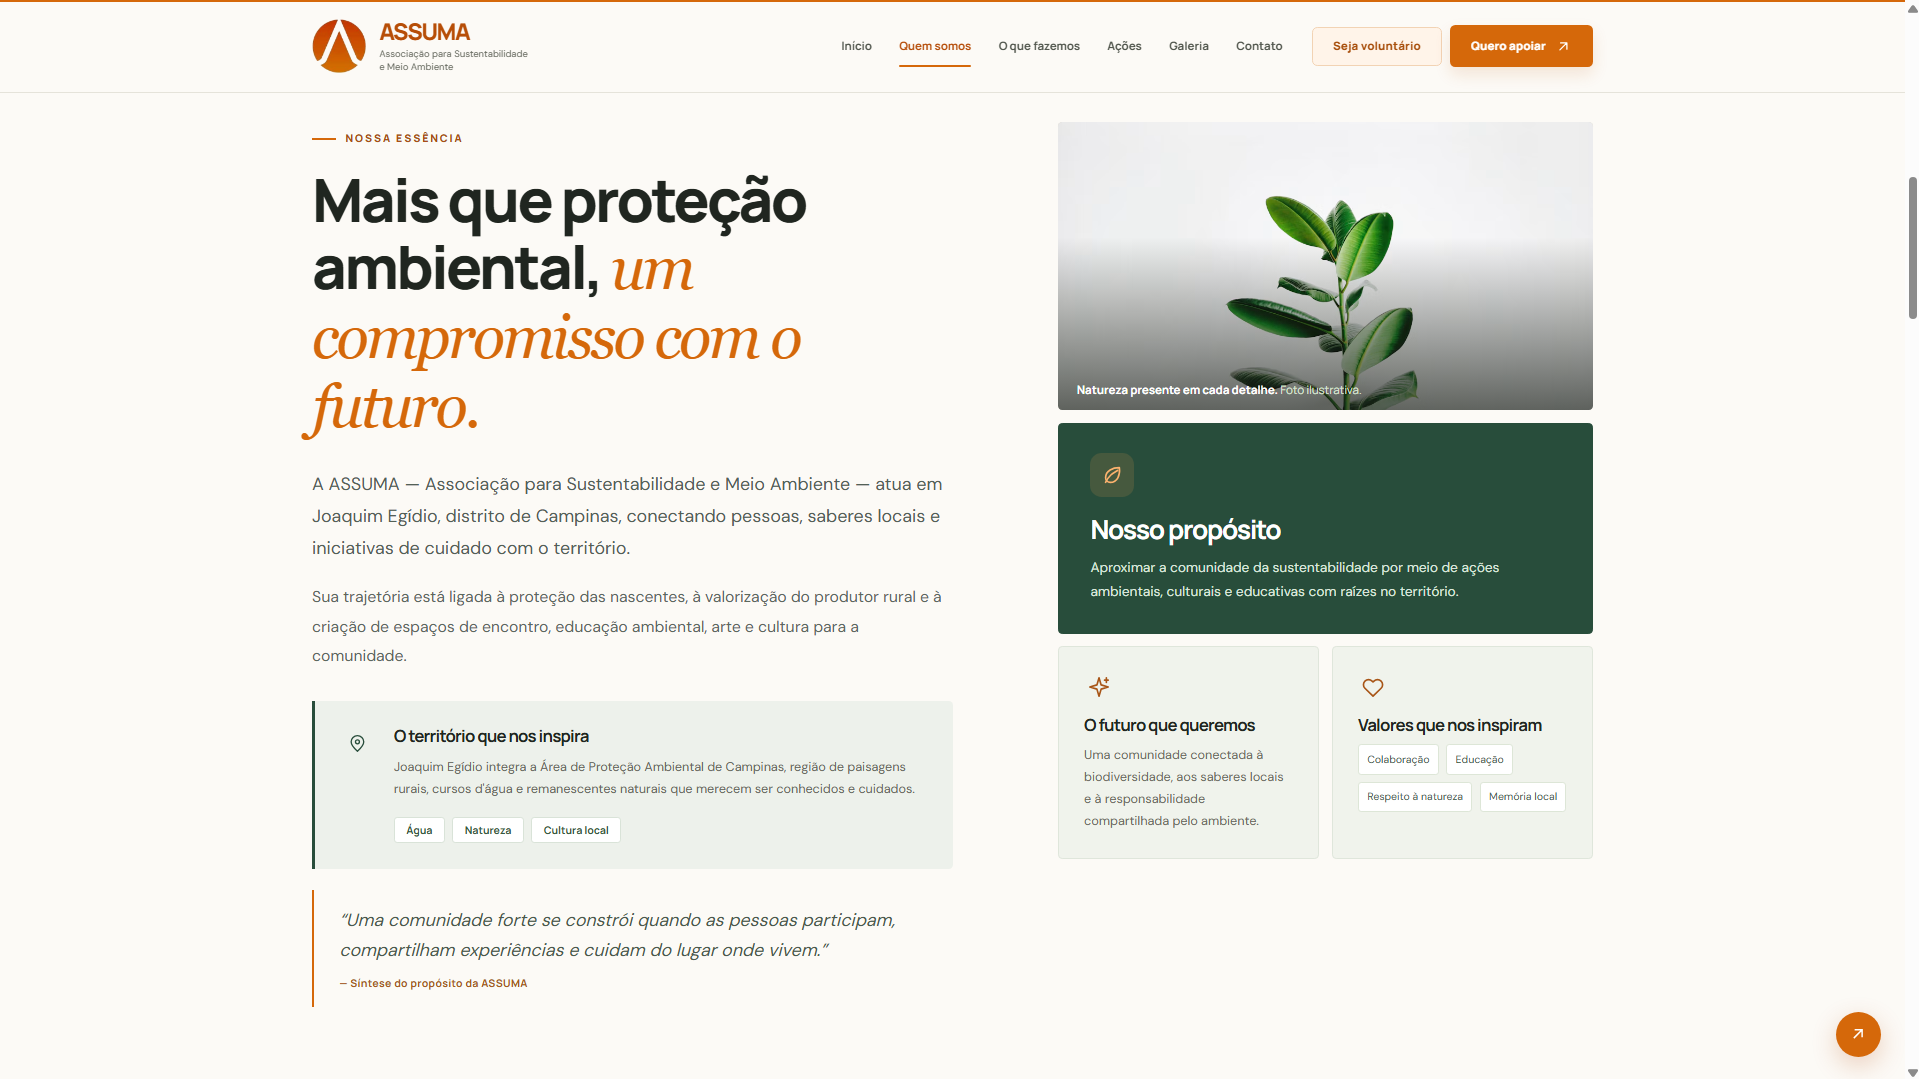 ASSUMA
Associação para Sustentabilidade
e Meio Ambiente
Início
Quem somos
O que fazemos
Ações
Galeria
Contato
Seja voluntário
Quero apoiar
NOSSA ESSÊNCIA
Mais que proteção
ambiental, um
compromisso com o
futuro.
A ASSUMA — Associação para Sustentabilidade e Meio Ambiente — atua em
Joaquim Egídio, distrito de Campinas, conectando pessoas, saberes locais e
iniciativas de cuidado com o território.
Sua trajetória está ligada à proteção das nascentes, à valorização do produtor rural e à
criação de espaços de encontro, educação ambiental, arte e cultura para a
comunidade.
O território que nos inspira
Joaquim Egídio integra a Área de Proteção Ambiental de Campinas, região de paisagens
rurais, cursos d'água e remanescentes naturais que merecem ser conhecidos e cuidados.
Água
Natureza
Cultura local
“Uma comunidade forte se constrói quando as pessoas participam,
compartilham experiências e cuidam do lugar onde vivem.”
— Síntese do propósito da ASSUMA
Natureza presente em cada detalhe. Foto ilustrativa.
Nosso propósito
Aproximar a comunidade da sustentabilidade por meio de ações
ambientais, culturais e educativas com raízes no território.
O futuro que queremos
Uma comunidade conectada à
biodiversidade, aos saberes locais
e à responsabilidade
compartilhada pelo ambiente.
Valores que nos inspiram
Colaboração
Educação
Respeito à natureza
Memória local